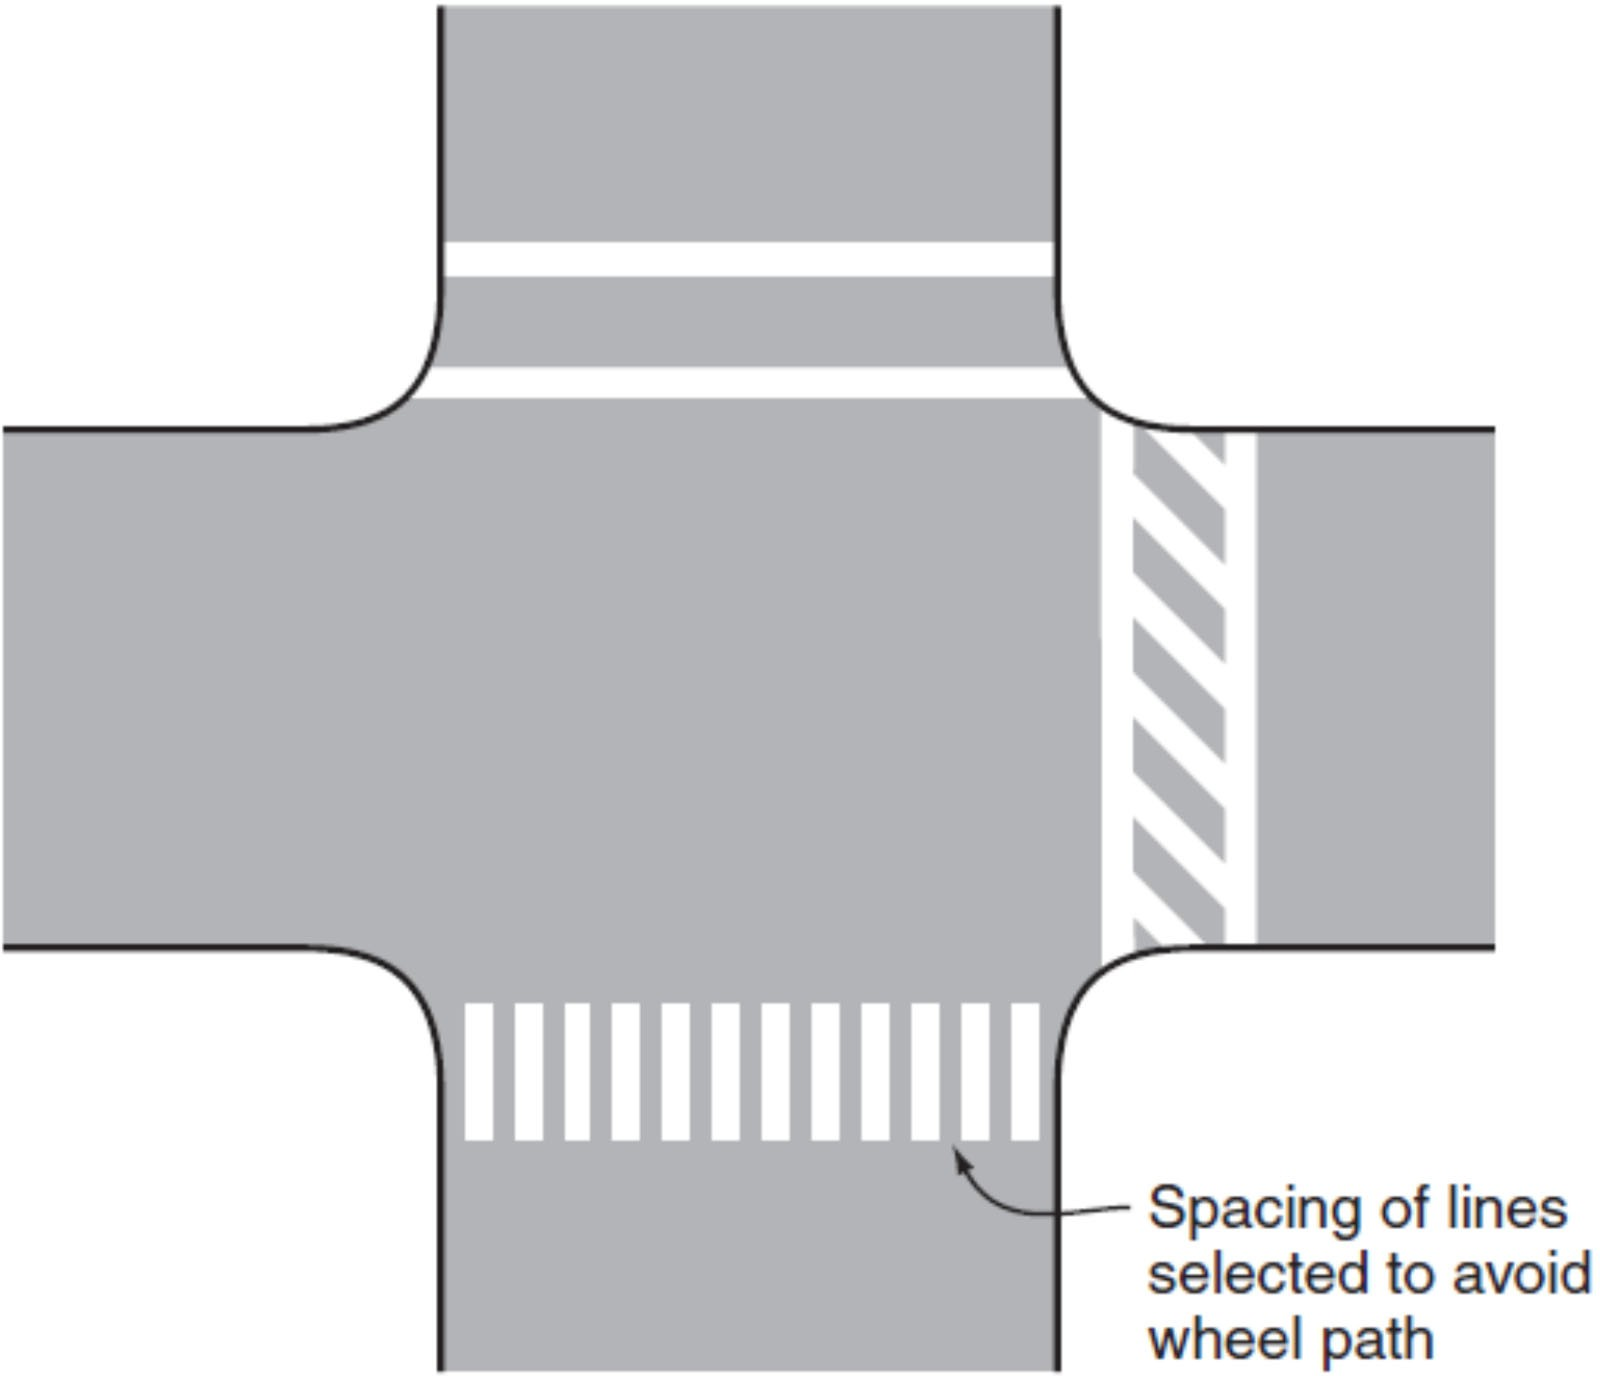 Spacing of lines
selected to avoid
wheel path